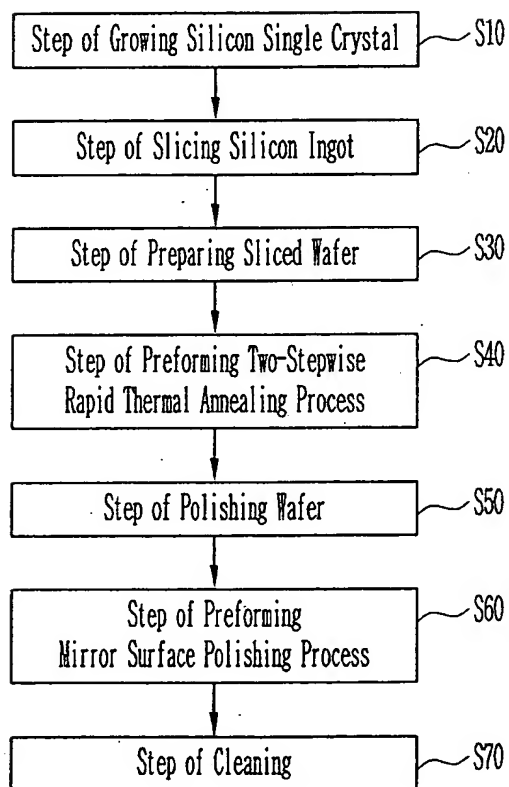 Step of Growing Silicon Single Crystal
S10
Step of Slicing Silicon Ingot
S20
Step of Preparing Sliced Wafer
S30
Step of Preforming Two-Stepwise
Rapid Thermal Annealing Process
S40
Step of Polishing Wafer
S50
Step of Preforming
Mirror Surface Polishing Process
S60
Step of Cleaning
S70